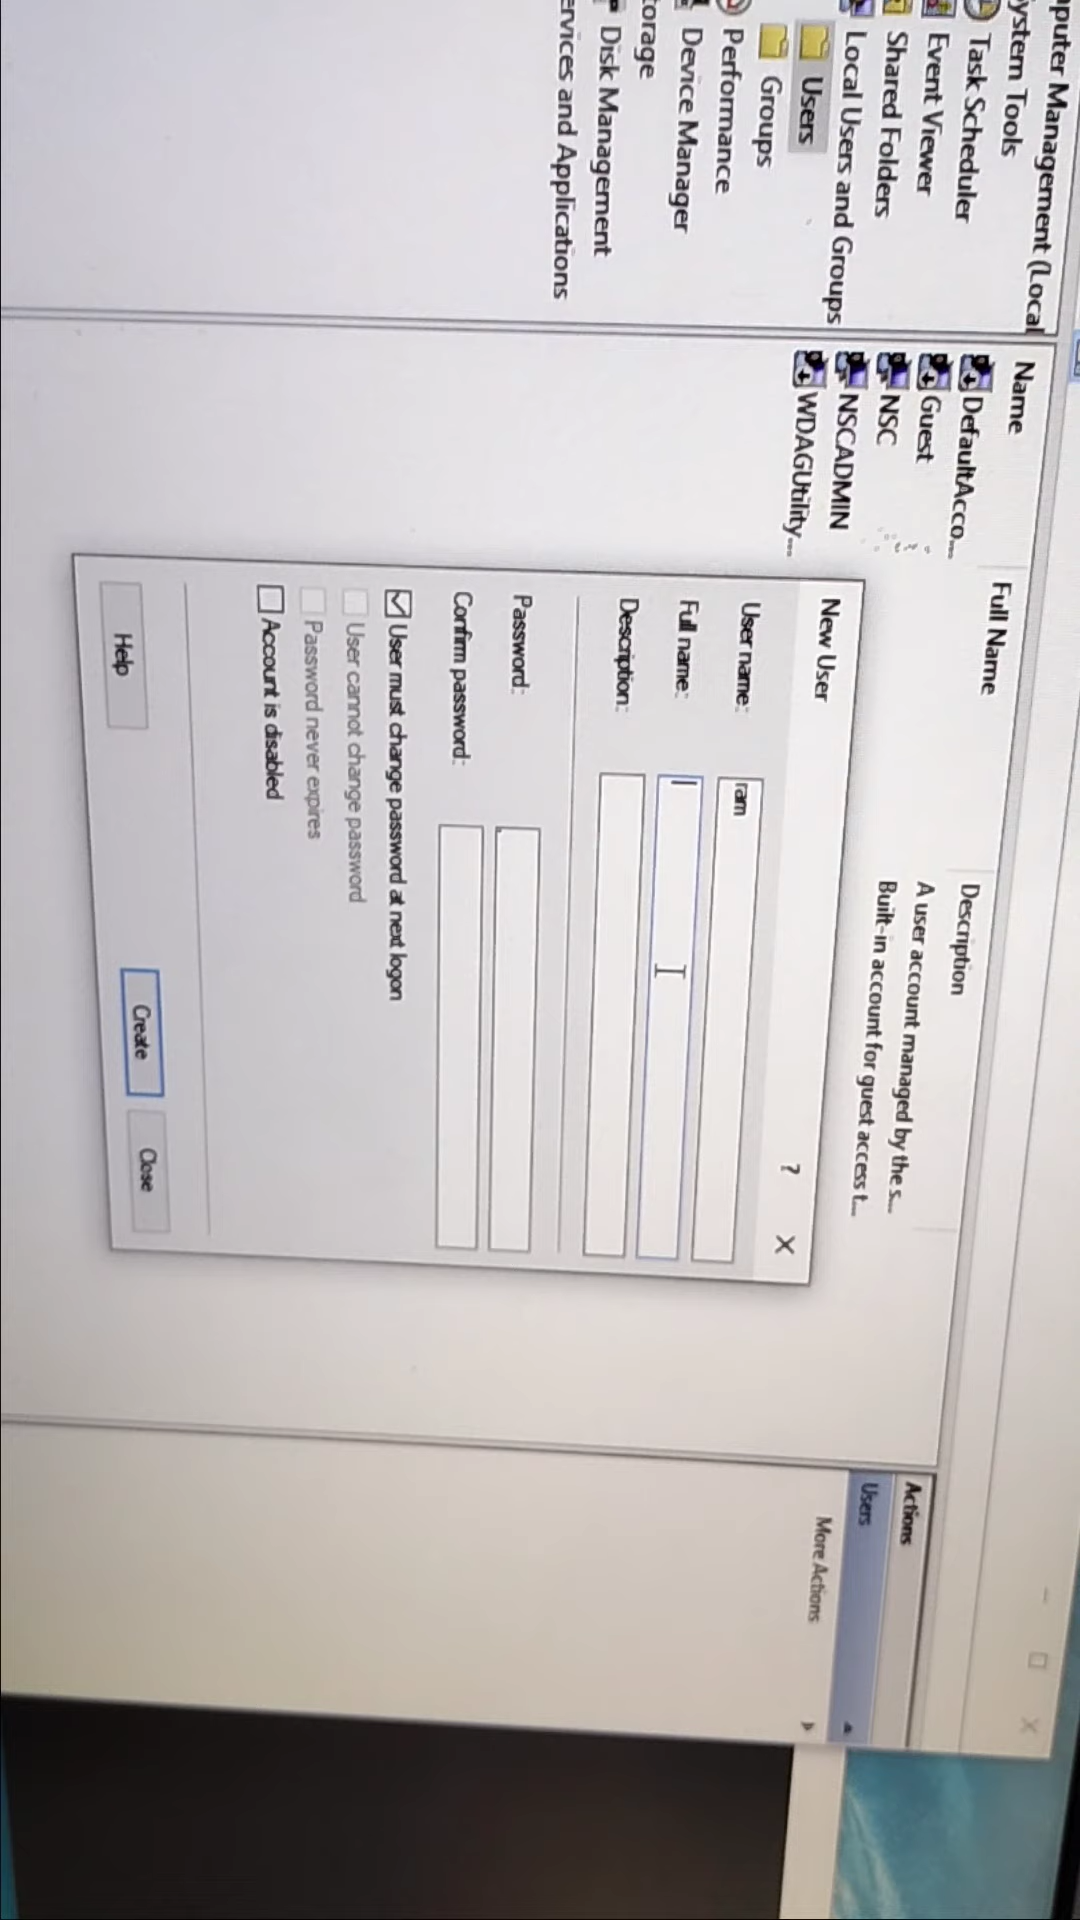 puter Management (Local
ystem Tools
Task Scheduler
Event Viewer
Shared Folders
Local Users and Groups
Users
Groups
Performance
Device Manager
torage
Disk Management
ervices and Applications
Name Full Name Description
DefaultAcco... A user account managed by the s...
Guest Built-in account for guest access t...
NSC
NSCADMIN
WDAGUtility...
New User ? X
User name: ram
Full name:
Description:
Password:
Confirm password:
User must change password at next logon
User cannot change password
Password never expires
Account is disabled
Help Create Close
Actions
Users
More Actions